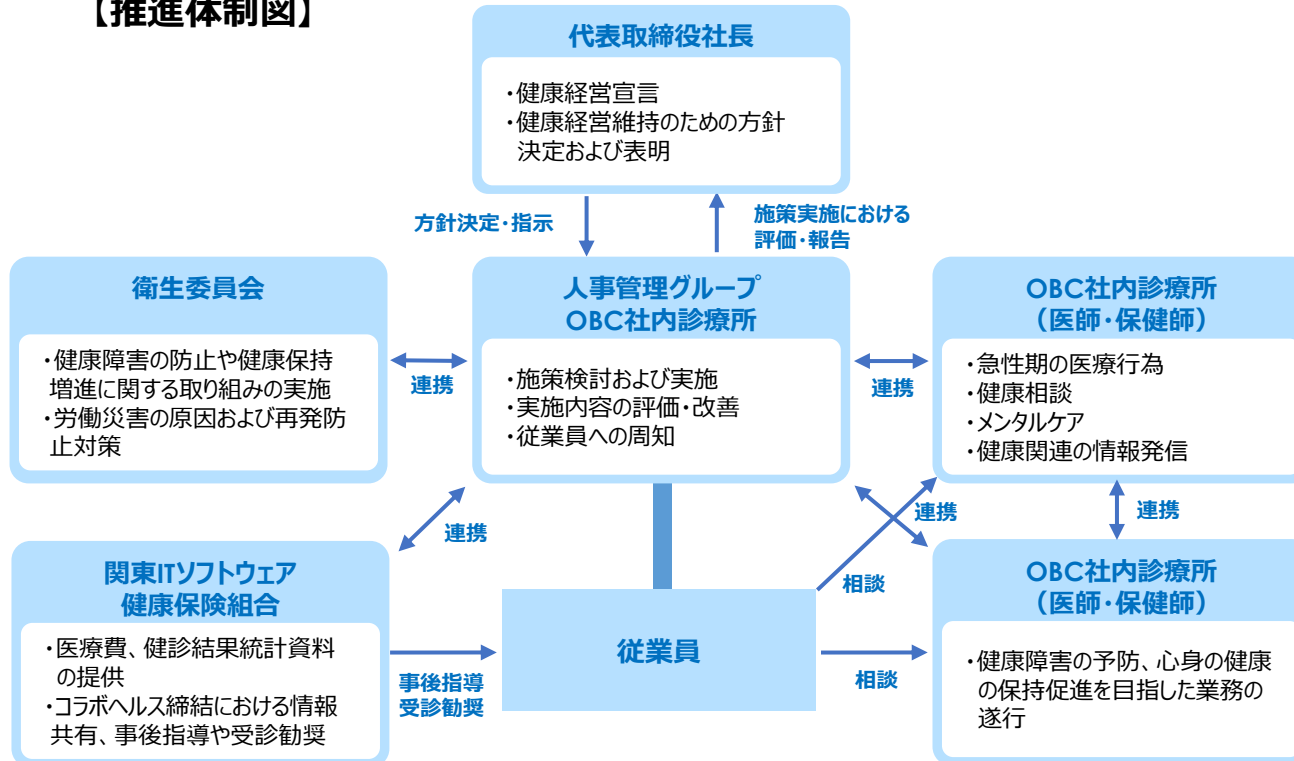 【推進体制図】
代表取締役社長
・健康経営宣言
・健康経営維持のための方針
決定および表明
方針決定・指示
施策実施における
評価・報告
衛生委員会
・健康障害の防止や健康保持
増進に関する取り組みの実施
・労働災害の原因および再発防
止対策
連携
人事管理グループ
OBC社内診療所
・施策検討および実施
・実施内容の評価・改善
・従業員への周知
連携
OBC社内診療所
（医師・保健師）
・急性期の医療行為
・健康相談
・メンタルケア
・健康関連の情報発信
連携
連携
連携
関東ITソフトウェア
健康保険組合
・医療費、健診結果統計資料
の提供
・コラボヘルス締結における情報
共有、事後指導や受診勧奨
事後指導
受診勧奨
従業員
相談
相談
OBC社内診療所
（医師・保健師）
・健康障害の予防、心身の健康
の保持促進を目指した業務の
遂行